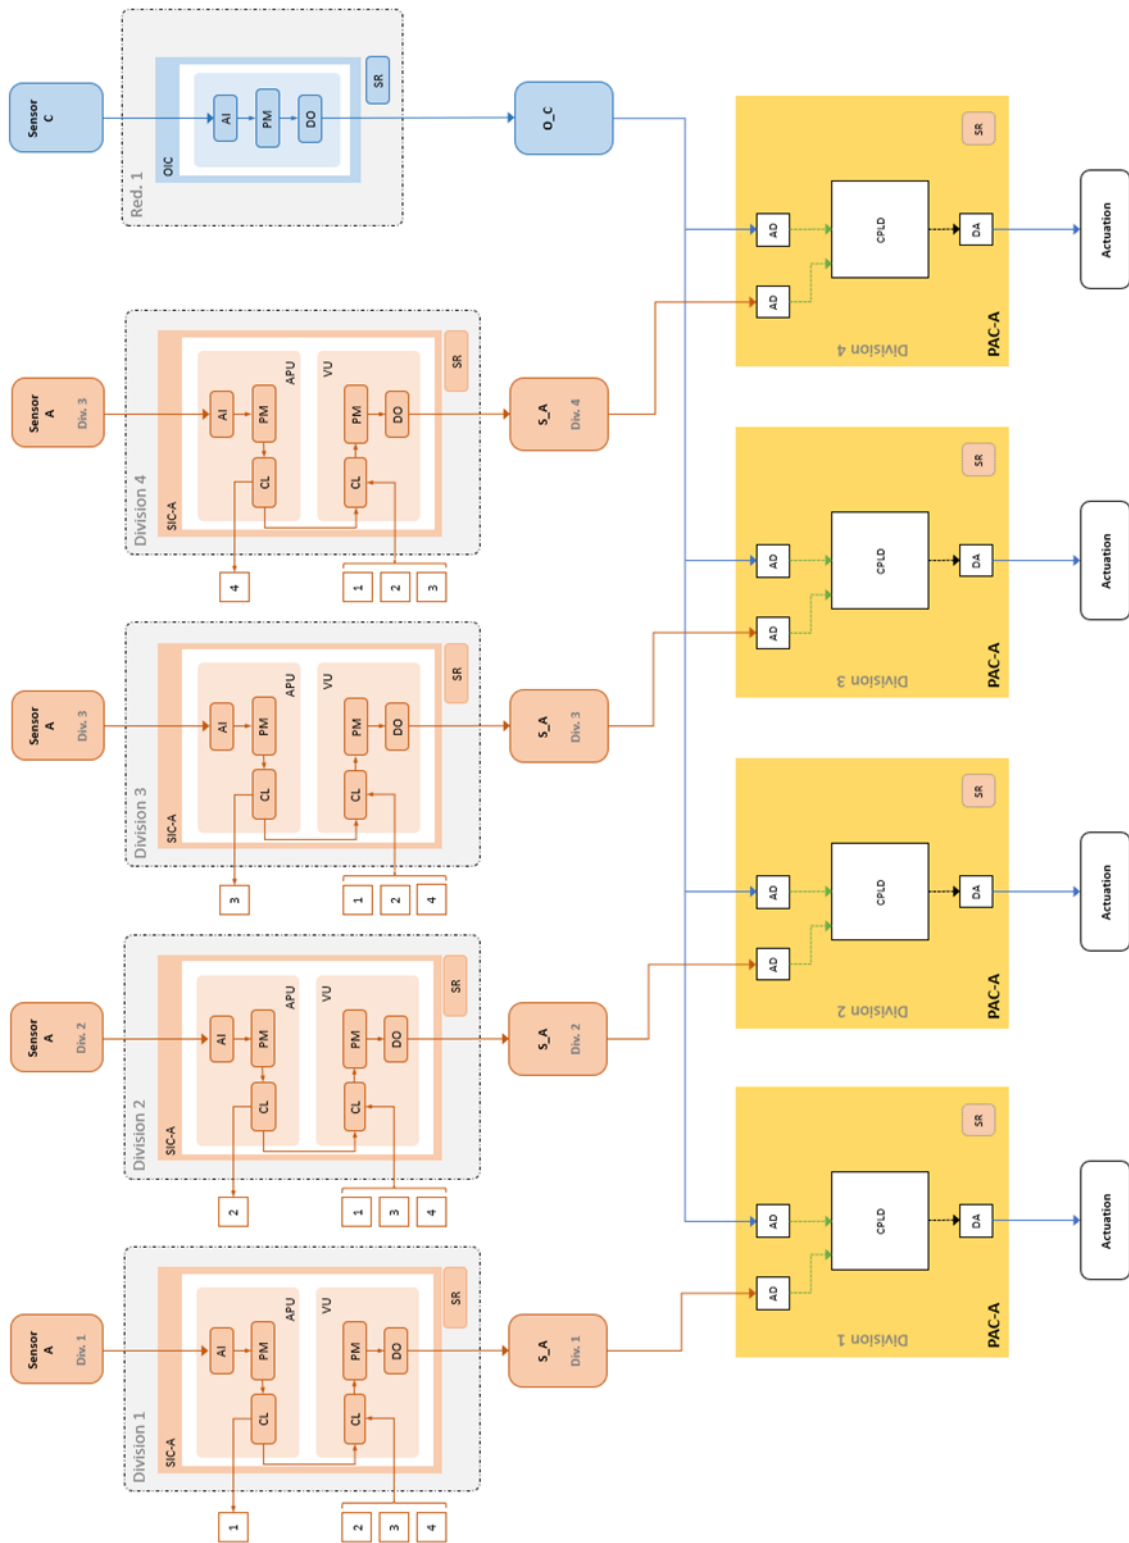 Sensor
A
Div. 1
Division 1
SIC-A
AI
PM
CL
APU
1
VU
PM
CL
DO
SR
2
3
4
S_A
Div. 1
Sensor
A
Div. 2
Division 2
SIC-A
AI
PM
CL
APU
2
VU
PM
CL
DO
SR
1
3
4
S_A
Div. 2
Sensor
A
Div. 3
Division 3
SIC-A
AI
PM
CL
APU
3
VU
PM
CL
DO
SR
1
2
4
S_A
Div. 3
Sensor
A
Div. 3
Division 4
SIC-A
AI
PM
CL
APU
4
VU
PM
CL
DO
SR
1
2
3
S_A
Div. 4
Sensor
C
Red. 1
OIC
AI
PM
DO
SR
O_C
AD
AD
CPLD
Division 1
DA
SR
PAC-A
Actuation
AD
AD
CPLD
Division 2
DA
SR
PAC-A
Actuation
AD
AD
CPLD
Division 3
DA
SR
PAC-A
Actuation
AD
AD
CPLD
Division 4
DA
SR
PAC-A
Actuation